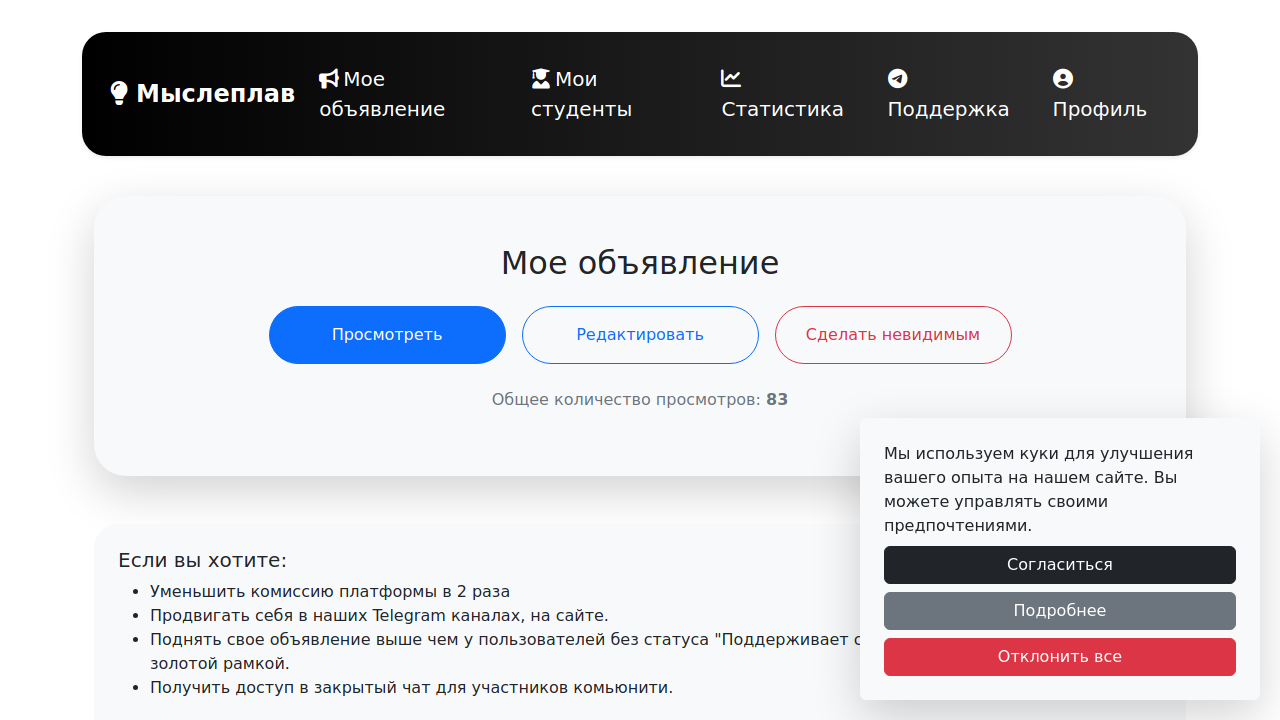 Мыслеплав
Мое объявление
Мои студенты
Статистика
Поддержка
Профиль
Мое объявление
Просмотреть
Редактировать
Сделать невидимым
Общее количество просмотров: 83
Если вы хотите:
Уменьшить комиссию платформы в 2 раза
Продвигать себя в наших Telegram каналах, на сайте.
Поднять свое объявление выше чем у пользователей без статуса "Поддерживает
золотой рамкой.
Получить доступ в закрытый чат для участников комьюнити.
Мы используем куки для улучшения
вашего опыта на нашем сайте. Вы
можете управлять своими
предпочтениями.
Согласиться
Подробнее
Отклонить все